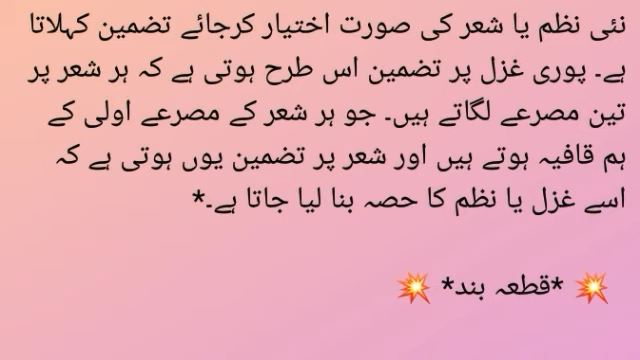 نئی نظم یا شعر کی صورت اختیار کرجائے تضمین کہلاتا
ہے۔ پوری غزل پر تضمین اس طرح ہوتی ہے کہ ہر شعر پر
تین مصرعے لگاتے ہیں۔ جو ہر شعر کے مصرعے اولی کے
ہم قافیہ ہوتے ہیں اور شعر پر تضمین یوں ہوتی ہے کہ
اسے غزل یا نظم کا حصہ بنا لیا جاتا ہے۔*
💥 *قطعہ بند* 💥